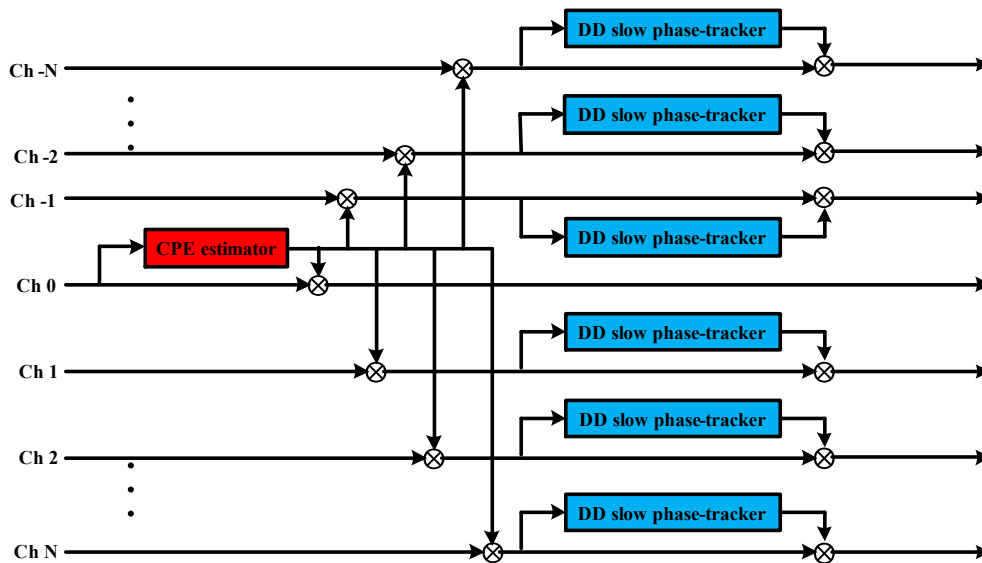 DD slow phase-tracker
Ch -N
DD slow phase-tracker
Ch -2
Ch -1
DD slow phase-tracker
CPE estimator
Ch 0
DD slow phase-tracker
Ch 1
DD slow phase-tracker
Ch 2
DD slow phase-tracker
Ch N